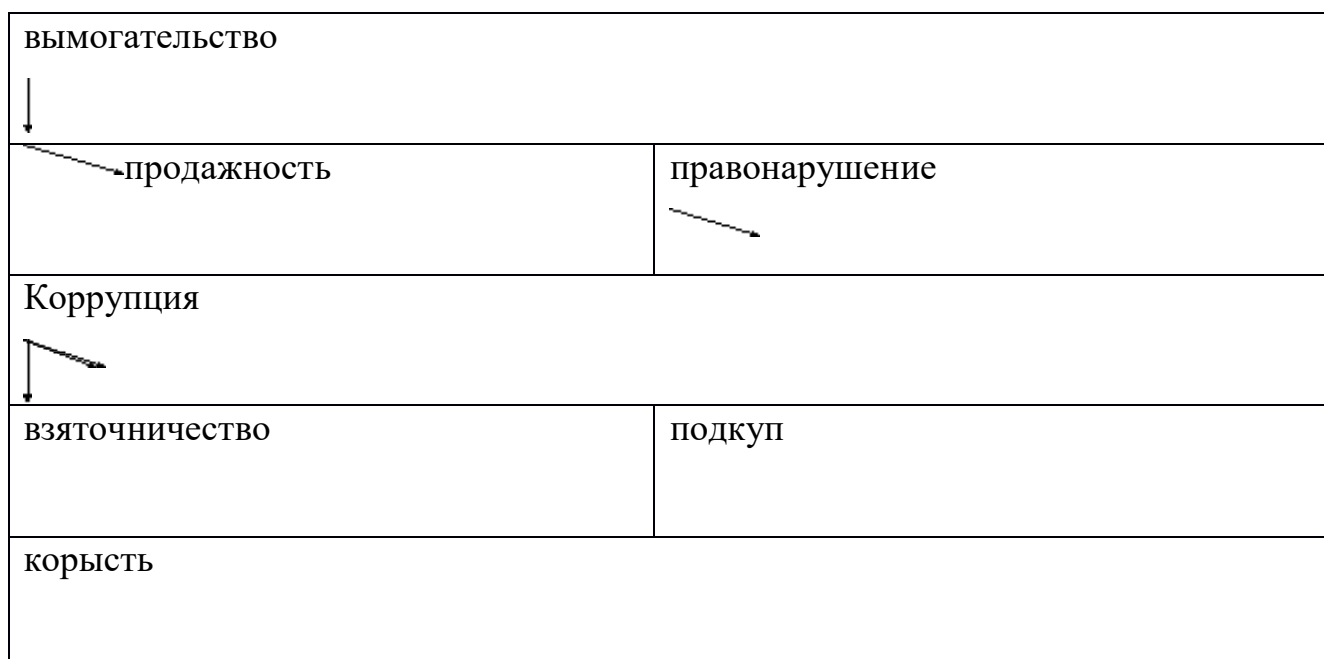 вымогательство
продажность
правонарушение
Коррупция
взяточничество
подкуп
корысть